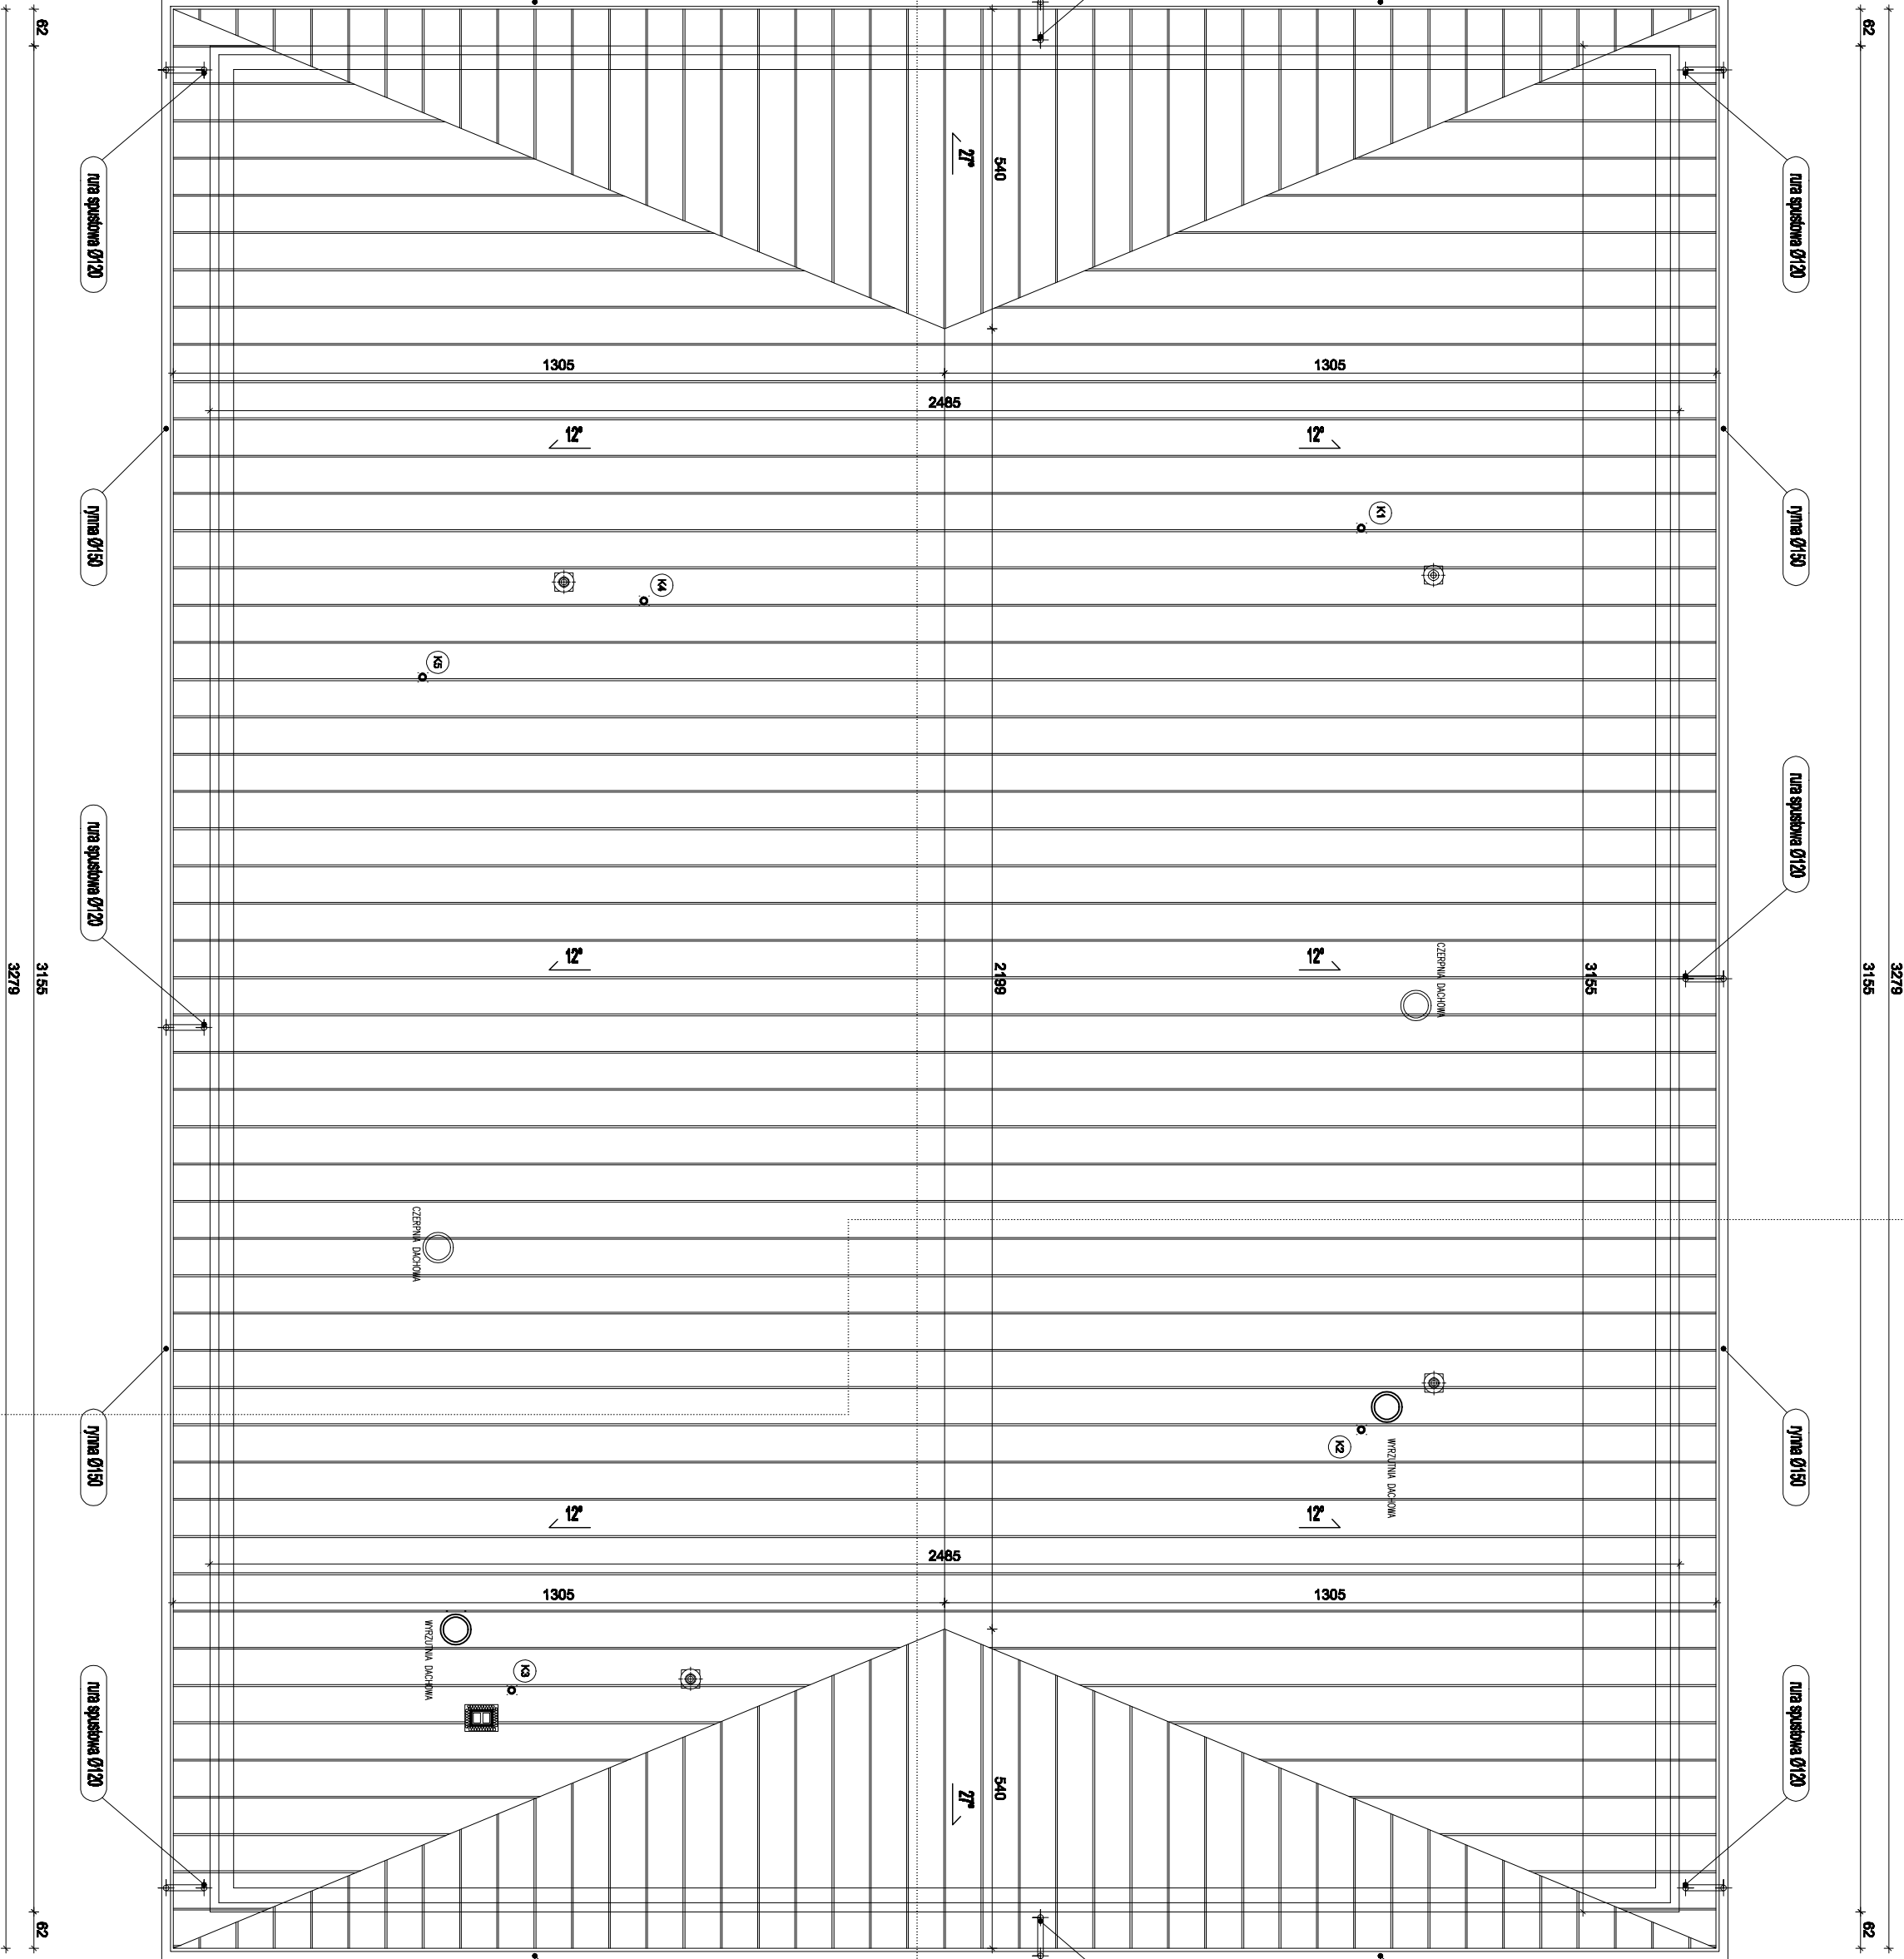 62
62
3279
3155
3155
3279
rura spustowa Ø120
rura spustowa Ø120
27°
540
1305
1305
2485
12°
12°
rynna Ø150
rynna Ø150
K1
K4
K5
rura spustowa Ø120
rura spustowa Ø120
12°
12°
2199
3155
CZERPNIA DACHOWA
CZERPNIA DACHOWA
rynna Ø150
rynna Ø150
K2
WYRZUTNIA DACHOWA
12°
12°
2485
1305
1305
WYRZUTNIA DACHOWA
K3
rura spustowa Ø120
rura spustowa Ø120
27°
540
62
62